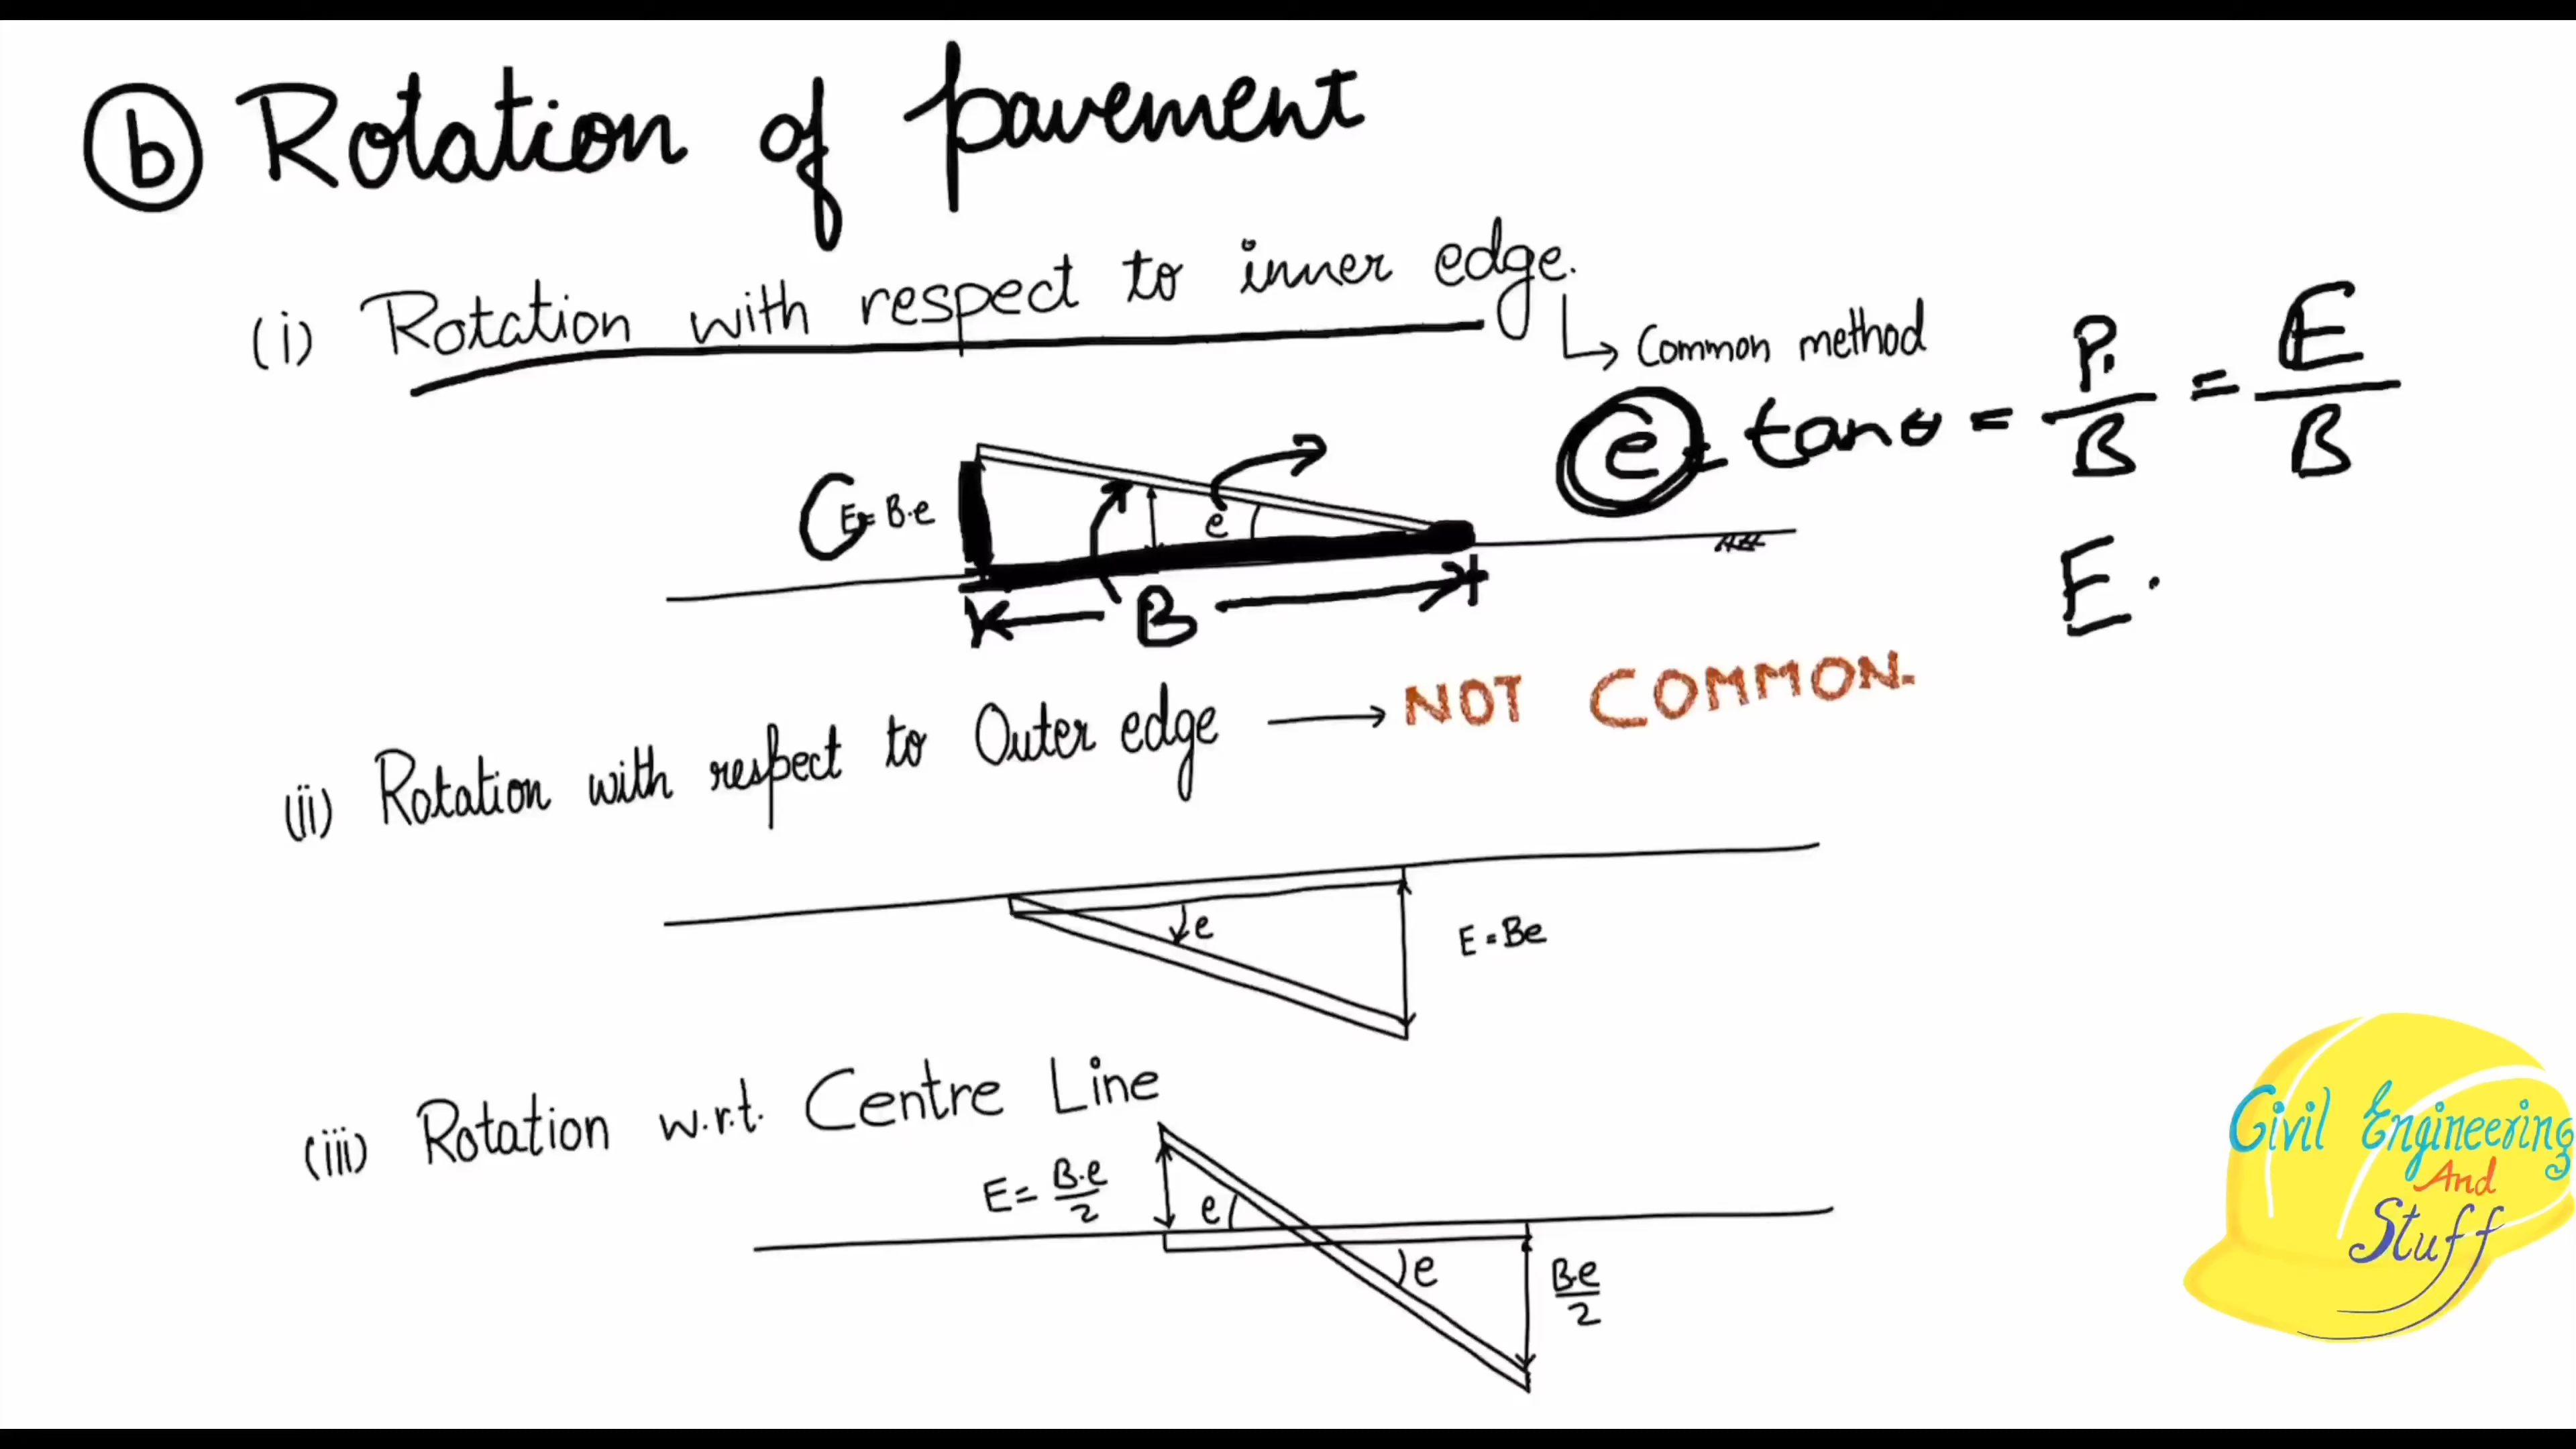 b Rotation of pavement
(i) Rotation with respect to inner edge.
Common method
e = tanθ = P/B = E/B
E = B.e
e
E.
B
(ii) Rotation with respect to Outer edge → NOT COMMON.
e
E = Be
(iii) Rotation w.r.t. Centre Line
E = B.e/2
e
e
B.e/2
Civil Engineering
And
Stuff